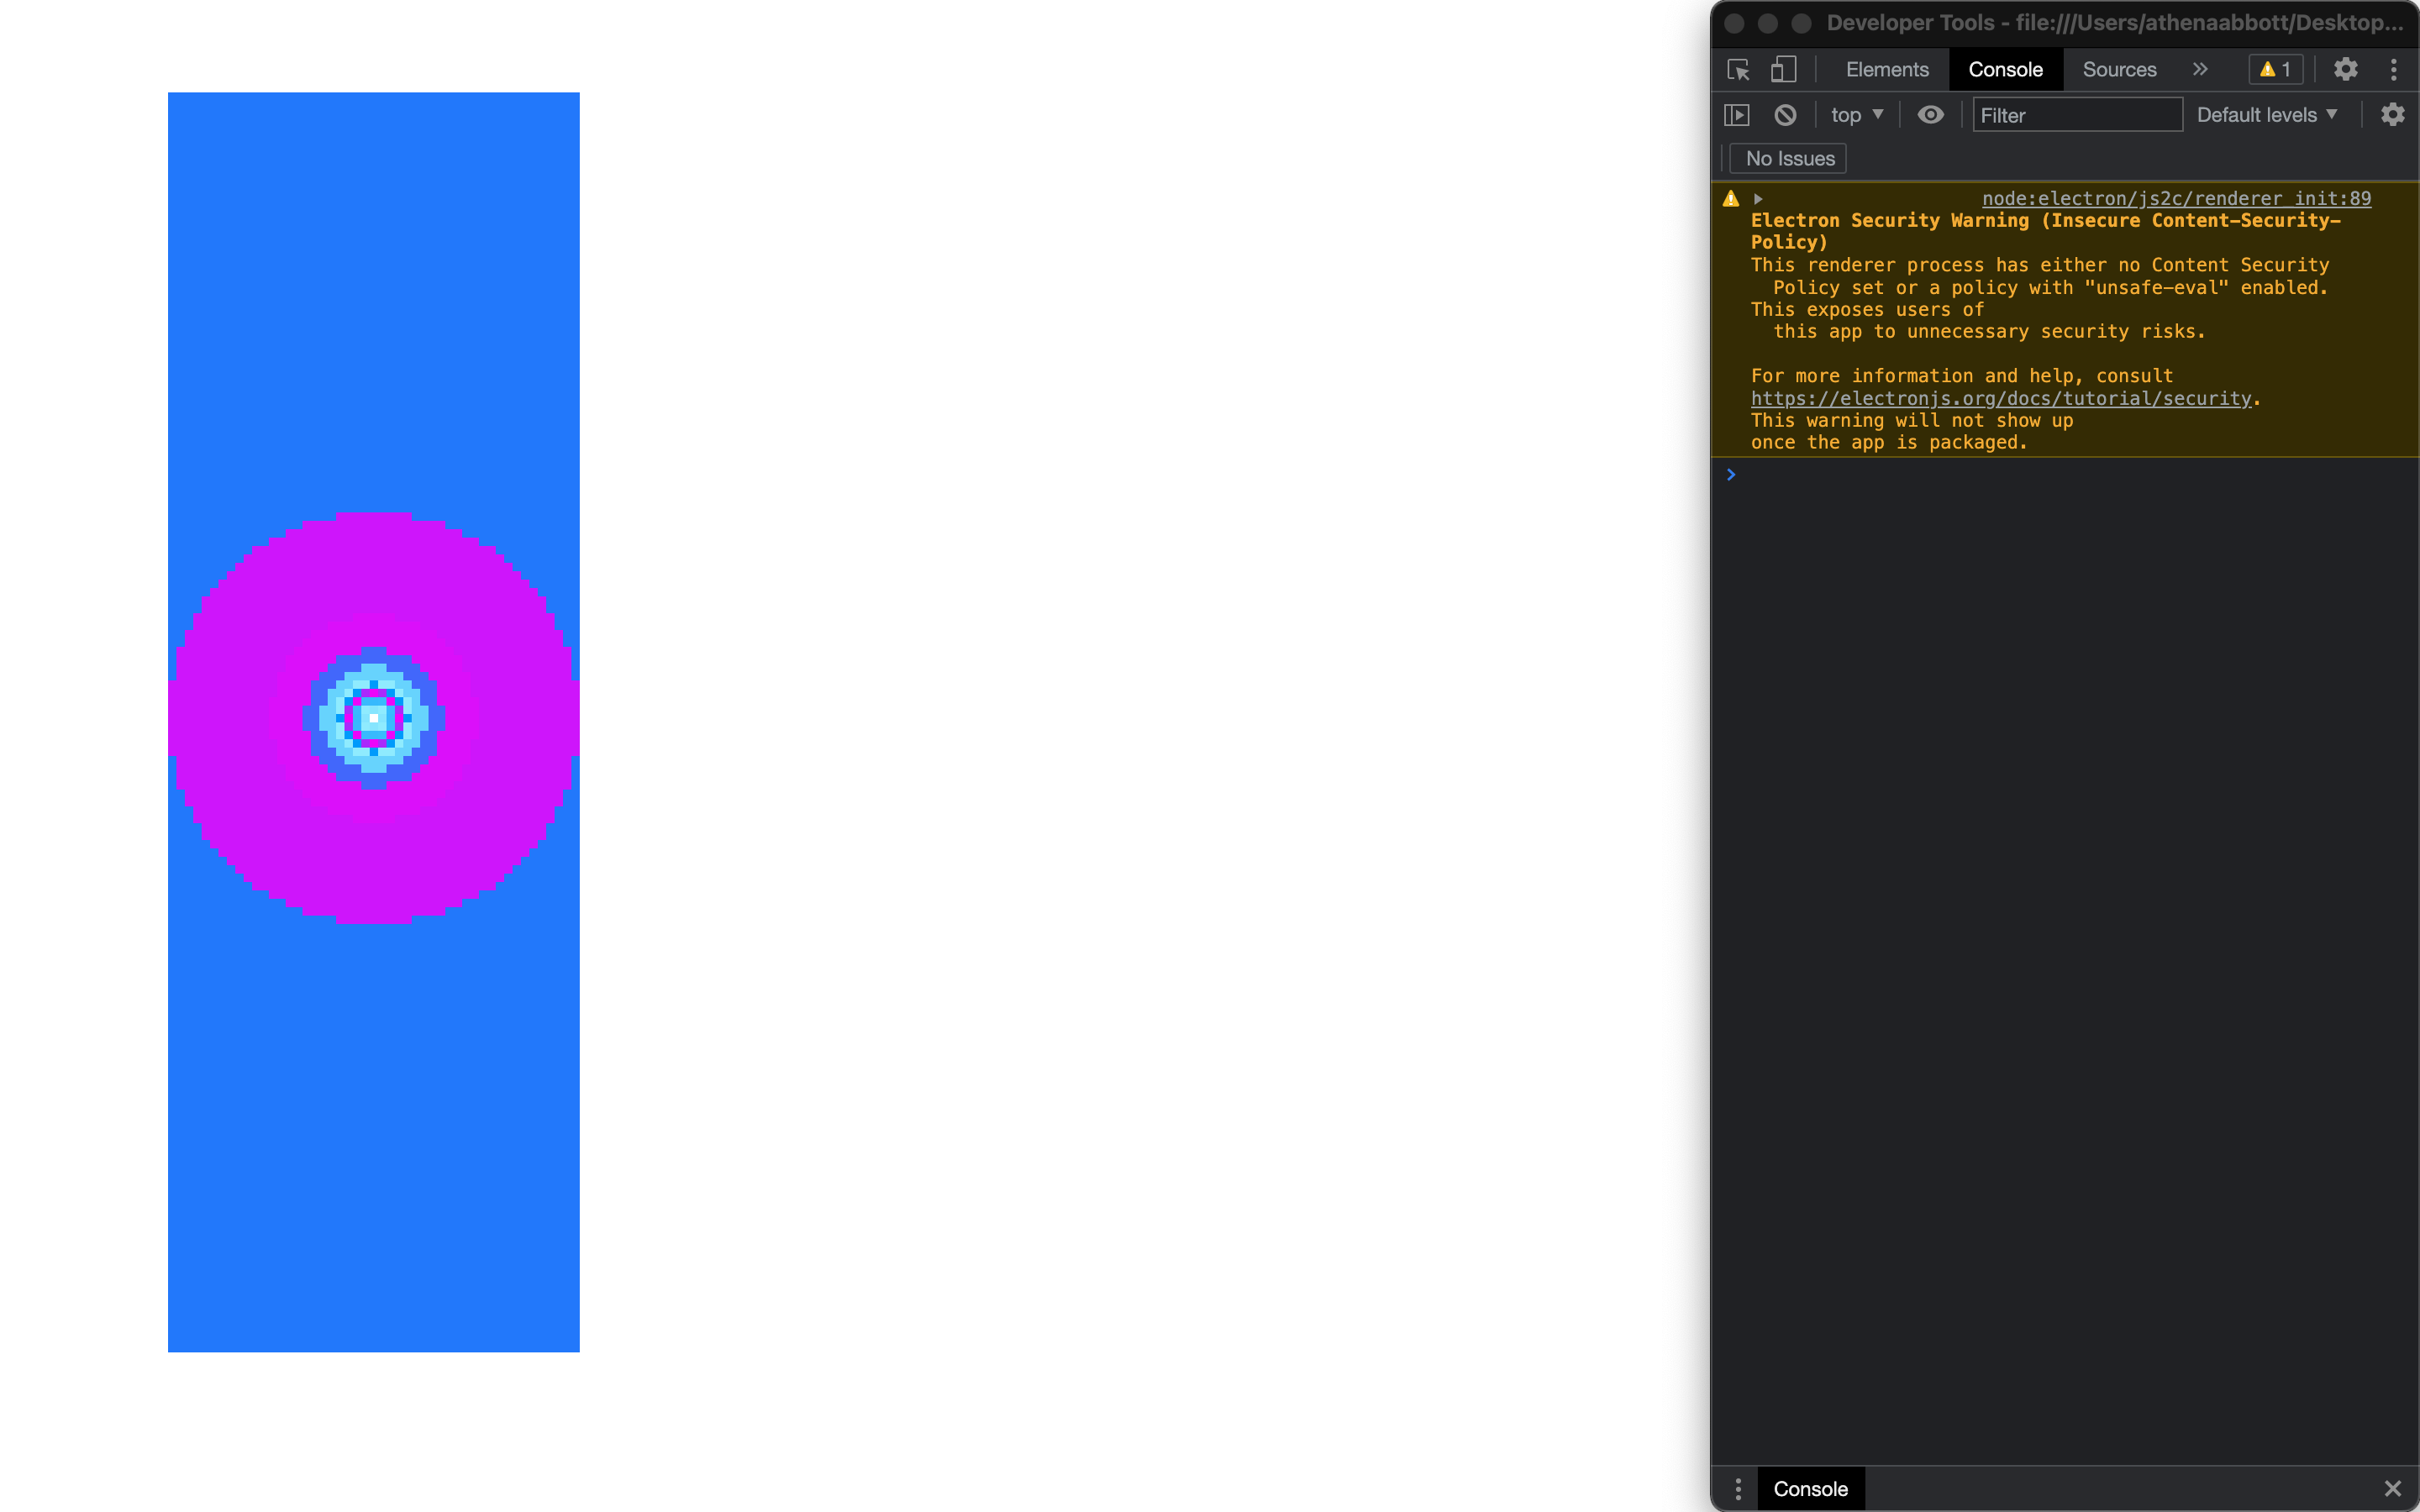 Developer Tools - file:///Users/athenaabbott/Desktop...
Elements Console Sources 1
top Filter Default levels
No Issues
node:electron/js2c/renderer_init:89
Electron Security Warning (Insecure Content-Security-
Policy)
This renderer process has either no Content Security
Policy set or a policy with "unsafe-eval" enabled.
This exposes users of
this app to unnecessary security risks.
For more information and help, consult
https://electronjs.org/docs/tutorial/security.
This warning will not show up
once the app is packaged.
Console